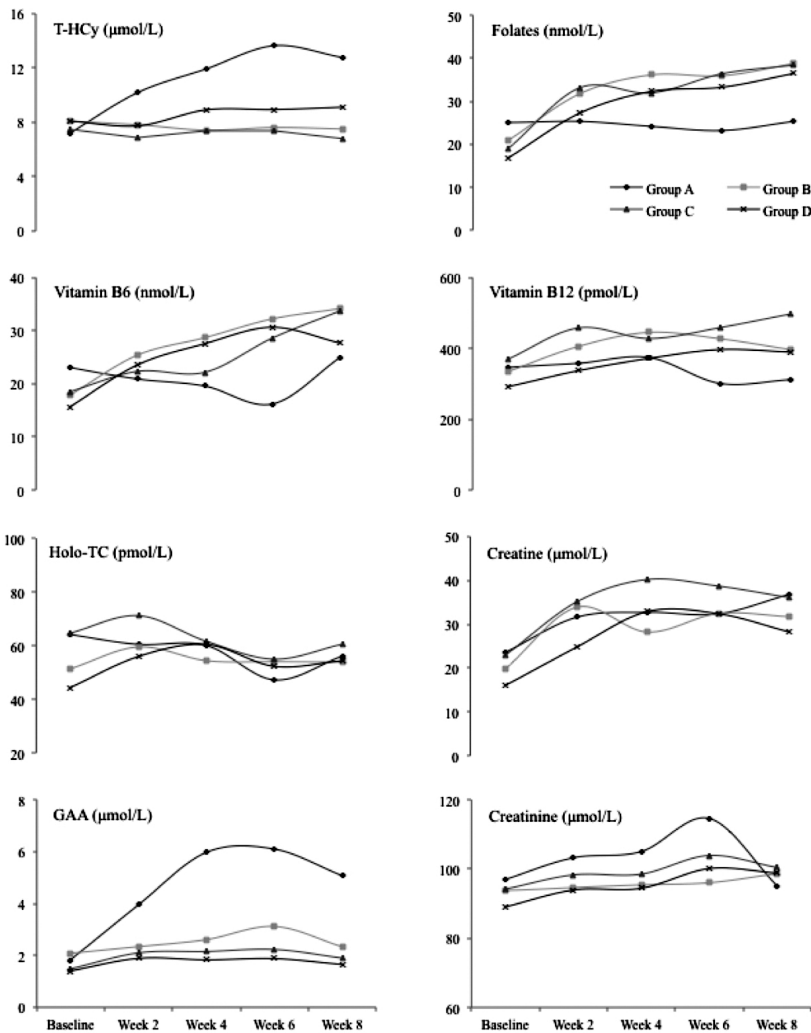 T-HCy (μmol/L)
16
12
8
4
0
Folates (nmol/L)
50
40
30
20
10
0
Group A
Group B
Group C
Group D
Vitamin B6 (nmol/L)
40
30
20
10
0
Vitamin B12 (pmol/L)
600
400
200
0
Holo-TC (pmol/L)
100
80
60
40
20
Creatine (μmol/L)
50
40
30
20
10
0
GAA (μmol/L)
8
6
4
2
0
Baseline Week 2 Week 4 Week 6 Week 8
Creatinine (μmol/L)
120
100
80
60
Baseline Week 2 Week 4 Week 6 Week 8